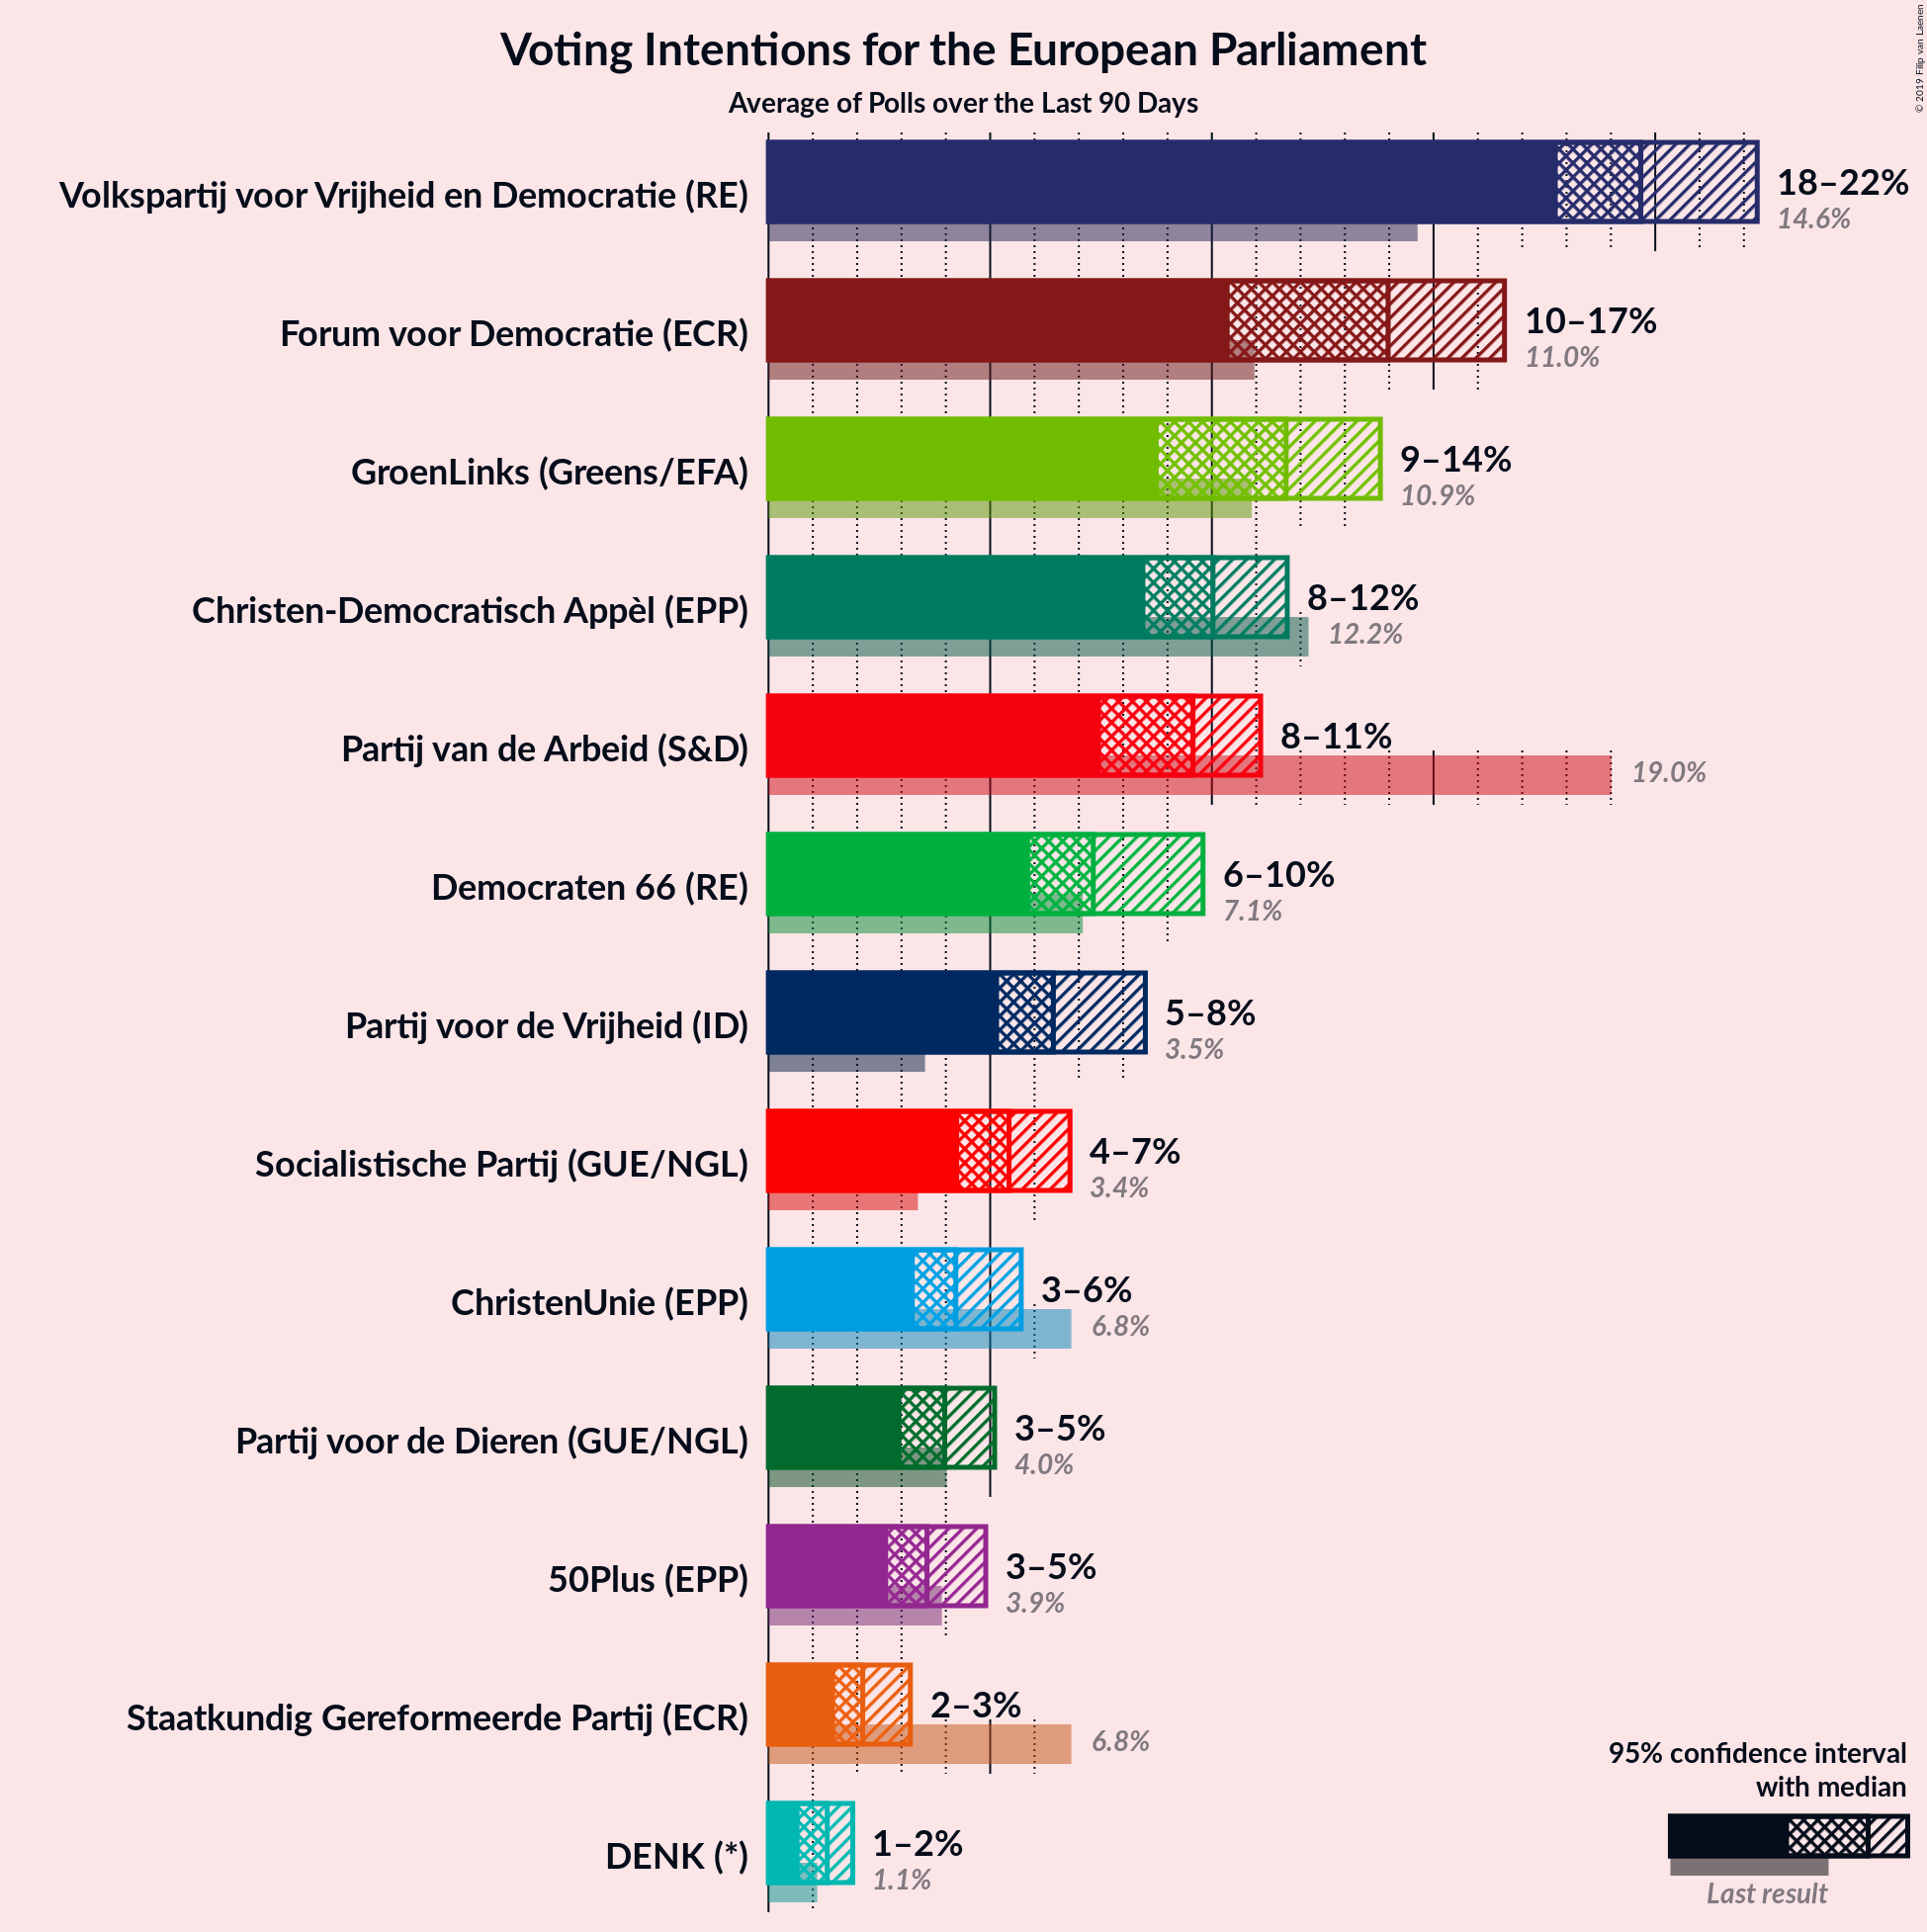 Voting Intentions for the European Parliament
Average of Polls over the Last 90 Days
© 2019 Filip van Laenen
Volkspartij voor Vrijheid en Democratie (RE)
18–22%
14.6%
Forum voor Democratie (ECR)
10–17%
11.0%
GroenLinks (Greens/EFA)
9–14%
10.9%
Christen-Democratisch Appèl (EPP)
8–12%
12.2%
Partij van de Arbeid (S&D)
8–11%
19.0%
Democraten 66 (RE)
6–10%
7.1%
Partij voor de Vrijheid (ID)
5–8%
3.5%
Socialistische Partij (GUE/NGL)
4–7%
3.4%
ChristenUnie (EPP)
3–6%
6.8%
Partij voor de Dieren (GUE/NGL)
3–5%
4.0%
50Plus (EPP)
3–5%
3.9%
Staatkundig Gereformeerde Partij (ECR)
2–3%
6.8%
DENK (*)
1–2%
1.1%
95% confidence interval
with median
Last result